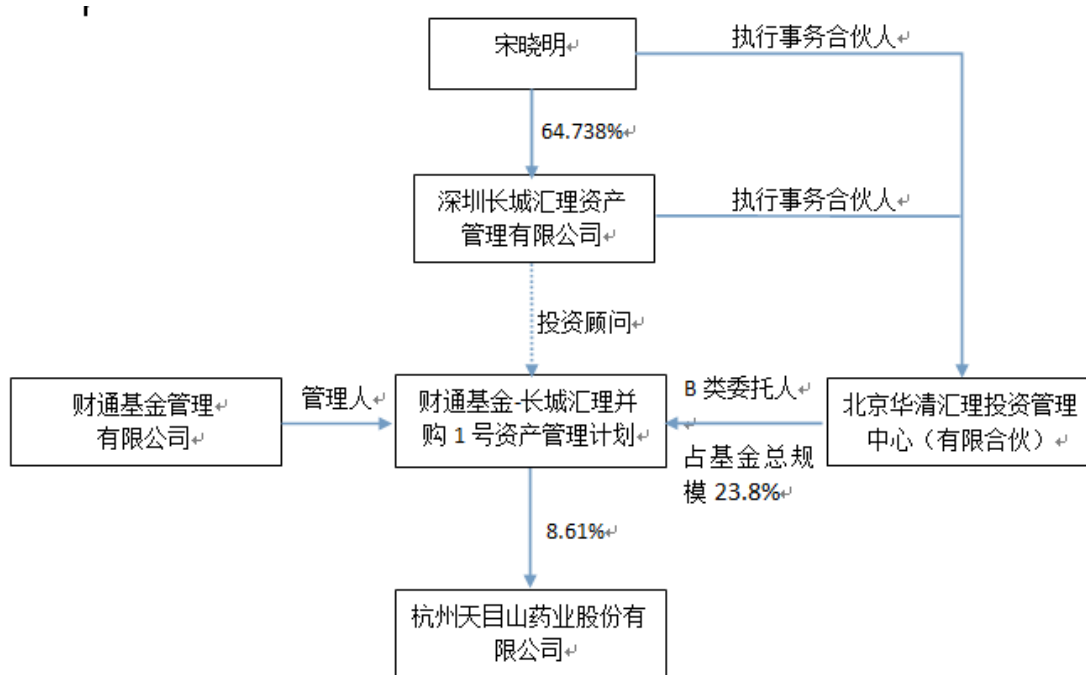 宋晓明
执行事务合伙人
64.738%
深圳长城汇理资产
管理有限公司
执行事务合伙人
投资顾问
财通基金管理
有限公司
管理人
财通基金-长城汇理并
购1号资产管理计划
B 类委托人
占基金总规
模 23.8%
北京华清汇理投资管理
中心（有限合伙）
8.61%
杭州天目山药业股份有
限公司